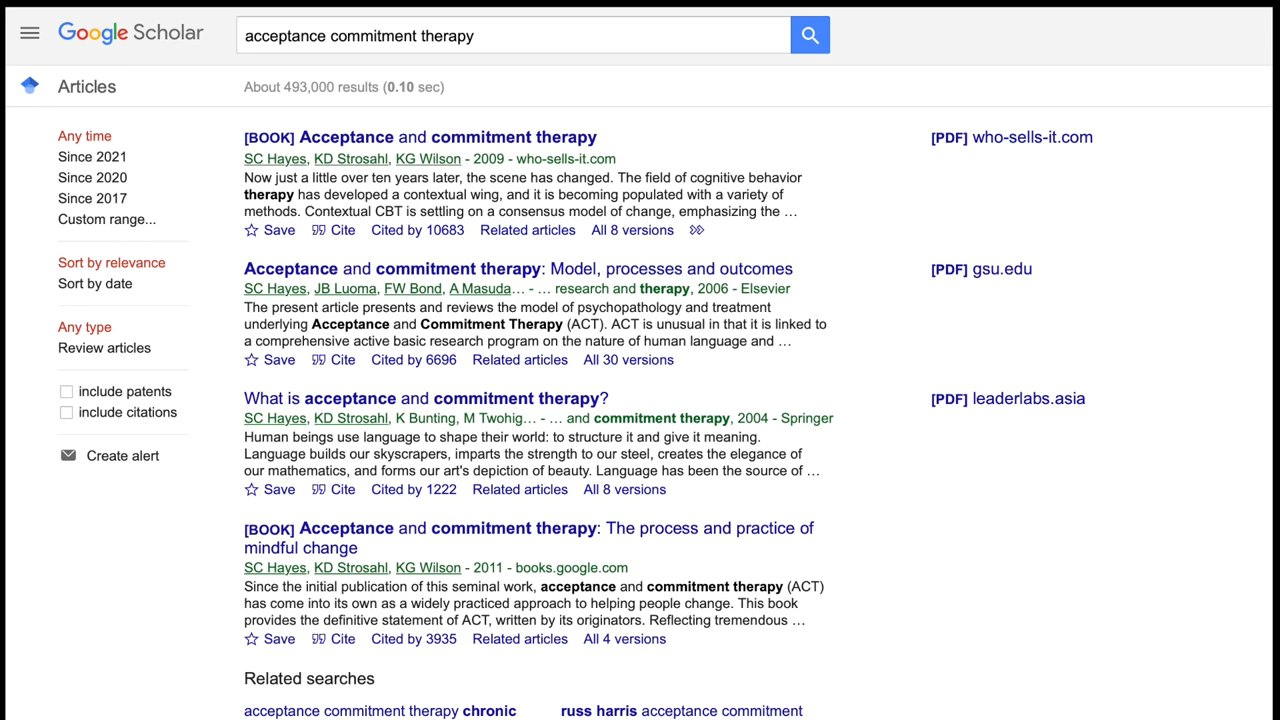 Google Scholar
acceptance commitment therapy
Articles
About 493,000 results (0.10 sec)
Any time
Since 2021
Since 2020
Since 2017
Custom range...
Sort by relevance
Sort by date
Any type
Review articles
include patents
include citations
Create alert
[BOOK] Acceptance and commitment therapy
SC Hayes, KD Strosahl, KG Wilson - 2009 - who-sells-it.com
Now just a little over ten years later, the scene has changed. The field of cognitive behavior
therapy has developed a contextual wing, and it is becoming populated with a variety of
methods. Contextual CBT is settling on a consensus model of change, emphasizing the …
Save Cite Cited by 10683 Related articles All 8 versions
[PDF] who-sells-it.com
Acceptance and commitment therapy: Model, processes and outcomes
SC Hayes, JB Luoma, FW Bond, A Masuda… - … research and therapy, 2006 - Elsevier
The present article presents and reviews the model of psychopathology and treatment
underlying Acceptance and Commitment Therapy (ACT). ACT is unusual in that it is linked to
a comprehensive active basic research program on the nature of human language and …
Save Cite Cited by 6696 Related articles All 30 versions
[PDF] gsu.edu
What is acceptance and commitment therapy?
SC Hayes, KD Strosahl, K Bunting, M Twohig… - … and commitment therapy, 2004 - Springer
Human beings use language to shape their world: to structure it and give it meaning.
Language builds our skyscrapers, imparts the strength to our steel, creates the elegance of
our mathematics, and forms our art's depiction of beauty. Language has been the source of …
Save Cite Cited by 1222 Related articles All 8 versions
[PDF] leaderlabs.asia
[BOOK] Acceptance and commitment therapy: The process and practice of
mindful change
SC Hayes, KD Strosahl, KG Wilson - 2011 - books.google.com
Since the initial publication of this seminal work, acceptance and commitment therapy (ACT)
has come into its own as a widely practiced approach to helping people change. This book
provides the definitive statement of ACT, written by its originators. Reflecting tremendous …
Save Cite Cited by 3935 Related articles All 4 versions
Related searches
acceptance commitment therapy chronic
russ harris acceptance commitment